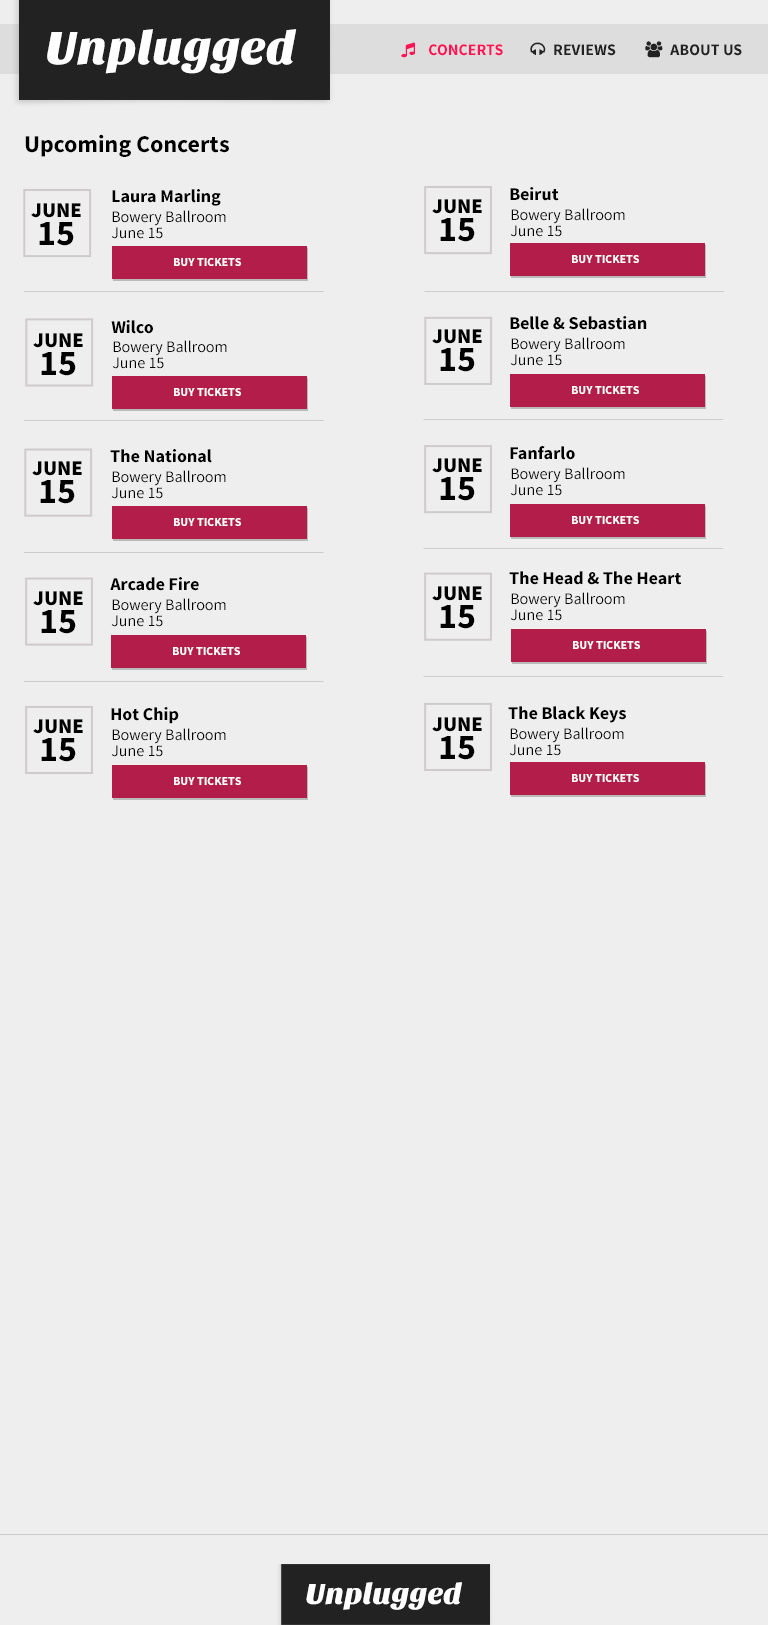 Unplugged
CONCERTS
REVIEWS
ABOUT US
Upcoming Concerts
JUNE
15
Laura Marling
Bowery Ballroom
June 15
BUY TICKETS
JUNE
15
Wilco
Bowery Ballroom
June 15
BUY TICKETS
JUNE
15
The National
Bowery Ballroom
June 15
BUY TICKETS
JUNE
15
Arcade Fire
Bowery Ballroom
June 15
BUY TICKETS
JUNE
15
Hot Chip
Bowery Ballroom
June 15
BUY TICKETS
JUNE
15
Beirut
Bowery Ballroom
June 15
BUY TICKETS
JUNE
15
Belle & Sebastian
Bowery Ballroom
June 15
BUY TICKETS
JUNE
15
Fanfarlo
Bowery Ballroom
June 15
BUY TICKETS
JUNE
15
The Head & The Heart
Bowery Ballroom
June 15
BUY TICKETS
JUNE
15
The Black Keys
Bowery Ballroom
June 15
BUY TICKETS
Unplugged